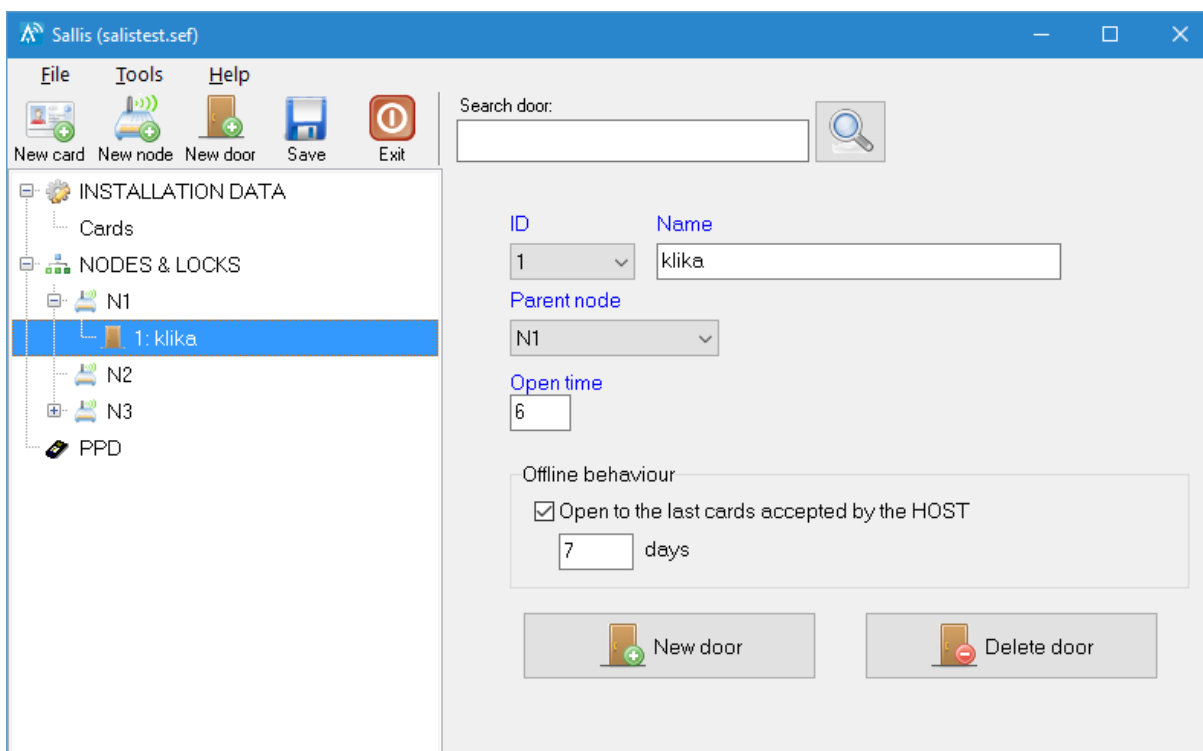 Sallis (salistest.sef)
File Tools Help
New card New node New door Save Exit
Search door:
INSTALLATION DATA
Cards
NODES & LOCKS
N1
1: klika
N2
N3
PPD
ID Name
1 klika
Parent node
N1
Open time
6
Offline behaviour
Open to the last cards accepted by the HOST
7 days
New door Delete door